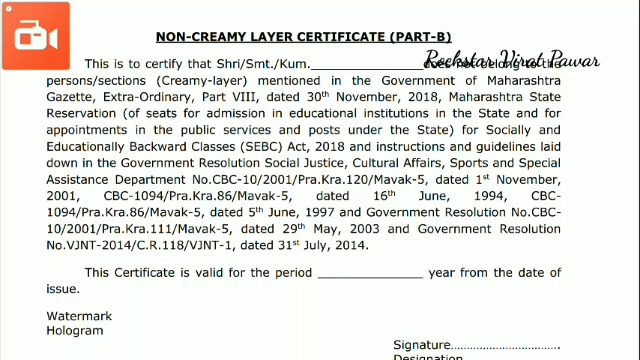 NON-CREAMY LAYER CERTIFICATE (PART-B)
Rockstar Virat Pawar
This is to certify that Shri/Smt./Kum.________________does not belong to the
persons/sections (Creamy-layer) mentioned in the Government of Maharashtra
Gazette, Extra-Ordinary, Part VIII, dated 30th November, 2018, Maharashtra State
Reservation (of seats for admission in educational institutions in the State and for
appointments in the public services and posts under the State) for Socially and
Educationally Backward Classes (SEBC) Act, 2018 and instructions and guidelines laid
down in the Government Resolution Social Justice, Cultural Affairs, Sports and Special
Assistance Department No.CBC-10/2001/Pra.Kra.120/Mavak-5, dated 1st November,
2001, CBC-1094/Pra.Kra.86/Mavak-5, dated 16th June, 1994, CBC-
1094/Pra.Kra.86/Mavak-5, dated 5th June, 1997 and Government Resolution No.CBC-
10/2001/Pra.Kra.111/Mavak-5, dated 29th May, 2003 and Government Resolution
No.VJNT-2014/C.R.118/VJNT-1, dated 31st July, 2014.
This Certificate is valid for the period _______________ year from the date of
issue.
Watermark
Hologram
Signature................................
Designation